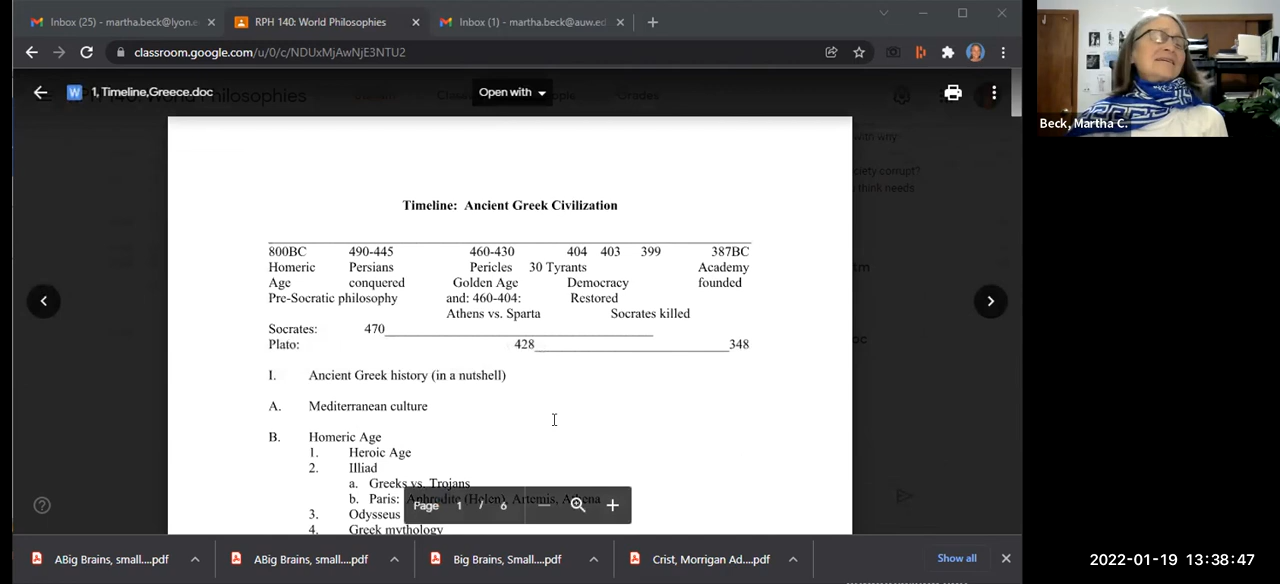 Inbox (25) - martha.beck@lyon.e
RPH 140: World Philosophies
Inbox (1) - martha.beck@auw.ed
classroom.google.com/u/0/c/NDUxMjAwNjE3NTU2
1, Timeline,Greece.doc
Open with
Beck, Martha C.
Timeline: Ancient Greek Civilization
800BC 490-445 460-430 404 403 399 387BC
Homeric Persians Pericles 30 Tyrants Academy
Age conquered Golden Age Democracy founded
Pre-Socratic philosophy and: 460-404: Restored
Athens vs. Sparta Socrates killed
Socrates: 470
Plato: 428 348
I. Ancient Greek history (in a nutshell)
A. Mediterranean culture
B. Homeric Age
1. Heroic Age
2. Illiad
a. Greeks vs. Trojans
b. Paris: Aphrodite (Helen), Artemis, Athena
3. Odysseus
4. Greek mythology
Page 1 / 6
ABig Brains, small....pdf
ABig Brains, small....pdf
Big Brains, Small....pdf
Crist, Morrigan Ad....pdf
Show all
2022-01-19 13:38:47